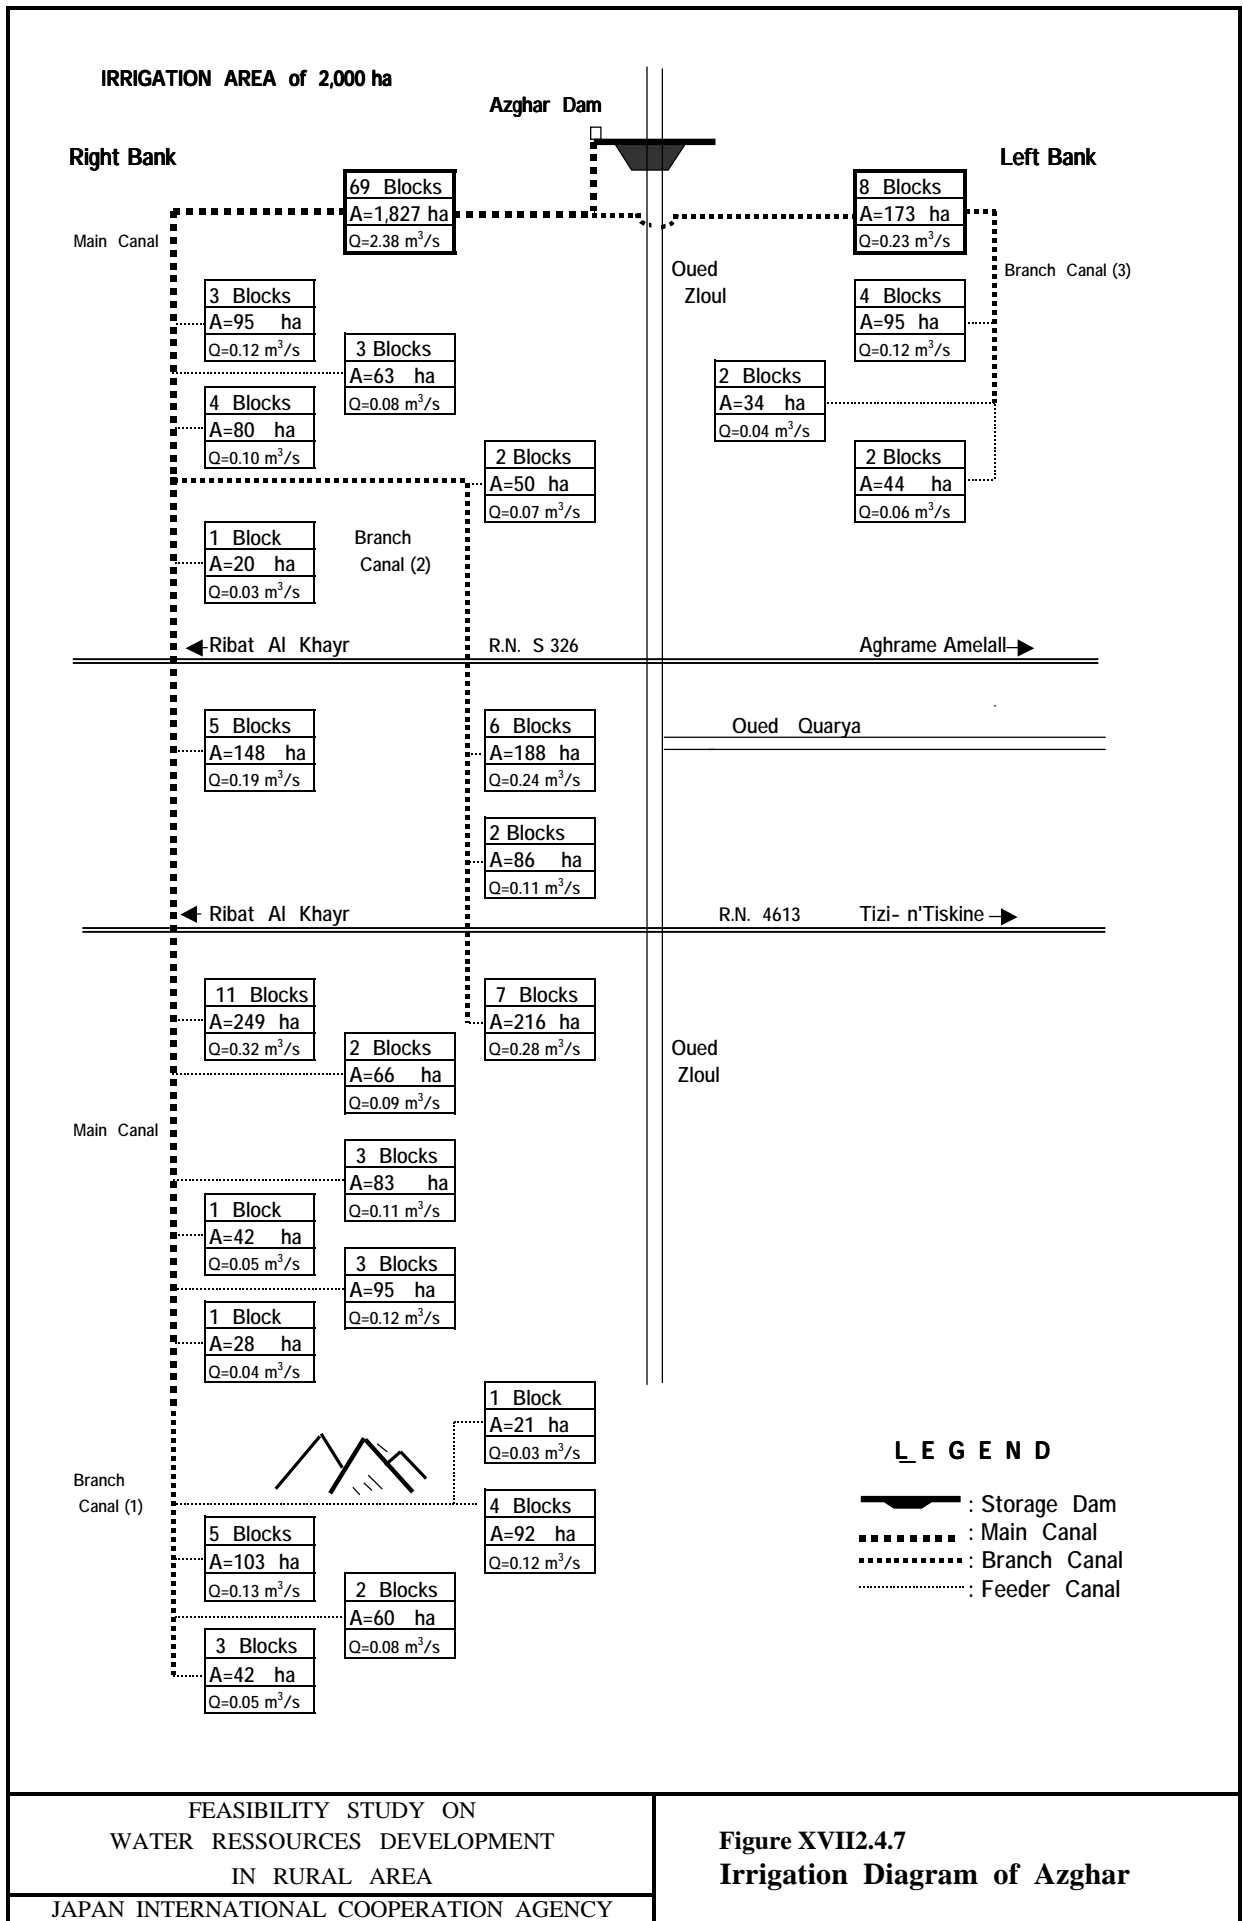 IRRIGATION AREA of 2,000 ha
Azghar Dam
Right Bank
Left Bank
69 Blocks
A=1,827 ha
Q=2.38 m³/s
8 Blocks
A=173 ha
Q=0.23 m³/s
Main Canal
Oued
Zloul
Branch Canal (3)
3 Blocks
A=95 ha
Q=0.12 m³/s
4 Blocks
A=95 ha
Q=0.12 m³/s
3 Blocks
A=63 ha
Q=0.08 m³/s
2 Blocks
A=34 ha
Q=0.04 m³/s
4 Blocks
A=80 ha
Q=0.10 m³/s
2 Blocks
A=50 ha
Q=0.07 m³/s
2 Blocks
A=44 ha
Q=0.06 m³/s
1 Block
A=20 ha
Q=0.03 m³/s
Branch
Canal (2)
Ribat Al Khayr
R.N. S 326
Aghrame Amelall
5 Blocks
A=148 ha
Q=0.19 m³/s
6 Blocks
A=188 ha
Q=0.24 m³/s
Oued Quarya
2 Blocks
A=86 ha
Q=0.11 m³/s
Ribat Al Khayr
R.N. 4613
Tizi- n'Tiskine
11 Blocks
A=249 ha
Q=0.32 m³/s
7 Blocks
A=216 ha
Q=0.28 m³/s
2 Blocks
A=66 ha
Q=0.09 m³/s
Oued
Zloul
Main Canal
3 Blocks
A=83 ha
Q=0.11 m³/s
1 Block
A=42 ha
Q=0.05 m³/s
3 Blocks
A=95 ha
Q=0.12 m³/s
1 Block
A=28 ha
Q=0.04 m³/s
1 Block
A=21 ha
Q=0.03 m³/s
Branch
Canal (1)
4 Blocks
A=92 ha
Q=0.12 m³/s
5 Blocks
A=103 ha
Q=0.13 m³/s
2 Blocks
A=60 ha
Q=0.08 m³/s
3 Blocks
A=42 ha
Q=0.05 m³/s
L E G E N D
: Storage Dam
: Main Canal
: Branch Canal
: Feeder Canal
FEASIBILITY STUDY ON
WATER RESSOURCES DEVELOPMENT
IN RURAL AREA
JAPAN INTERNATIONAL COOPERATION AGENCY
Figure XVII2.4.7
Irrigation Diagram of Azghar